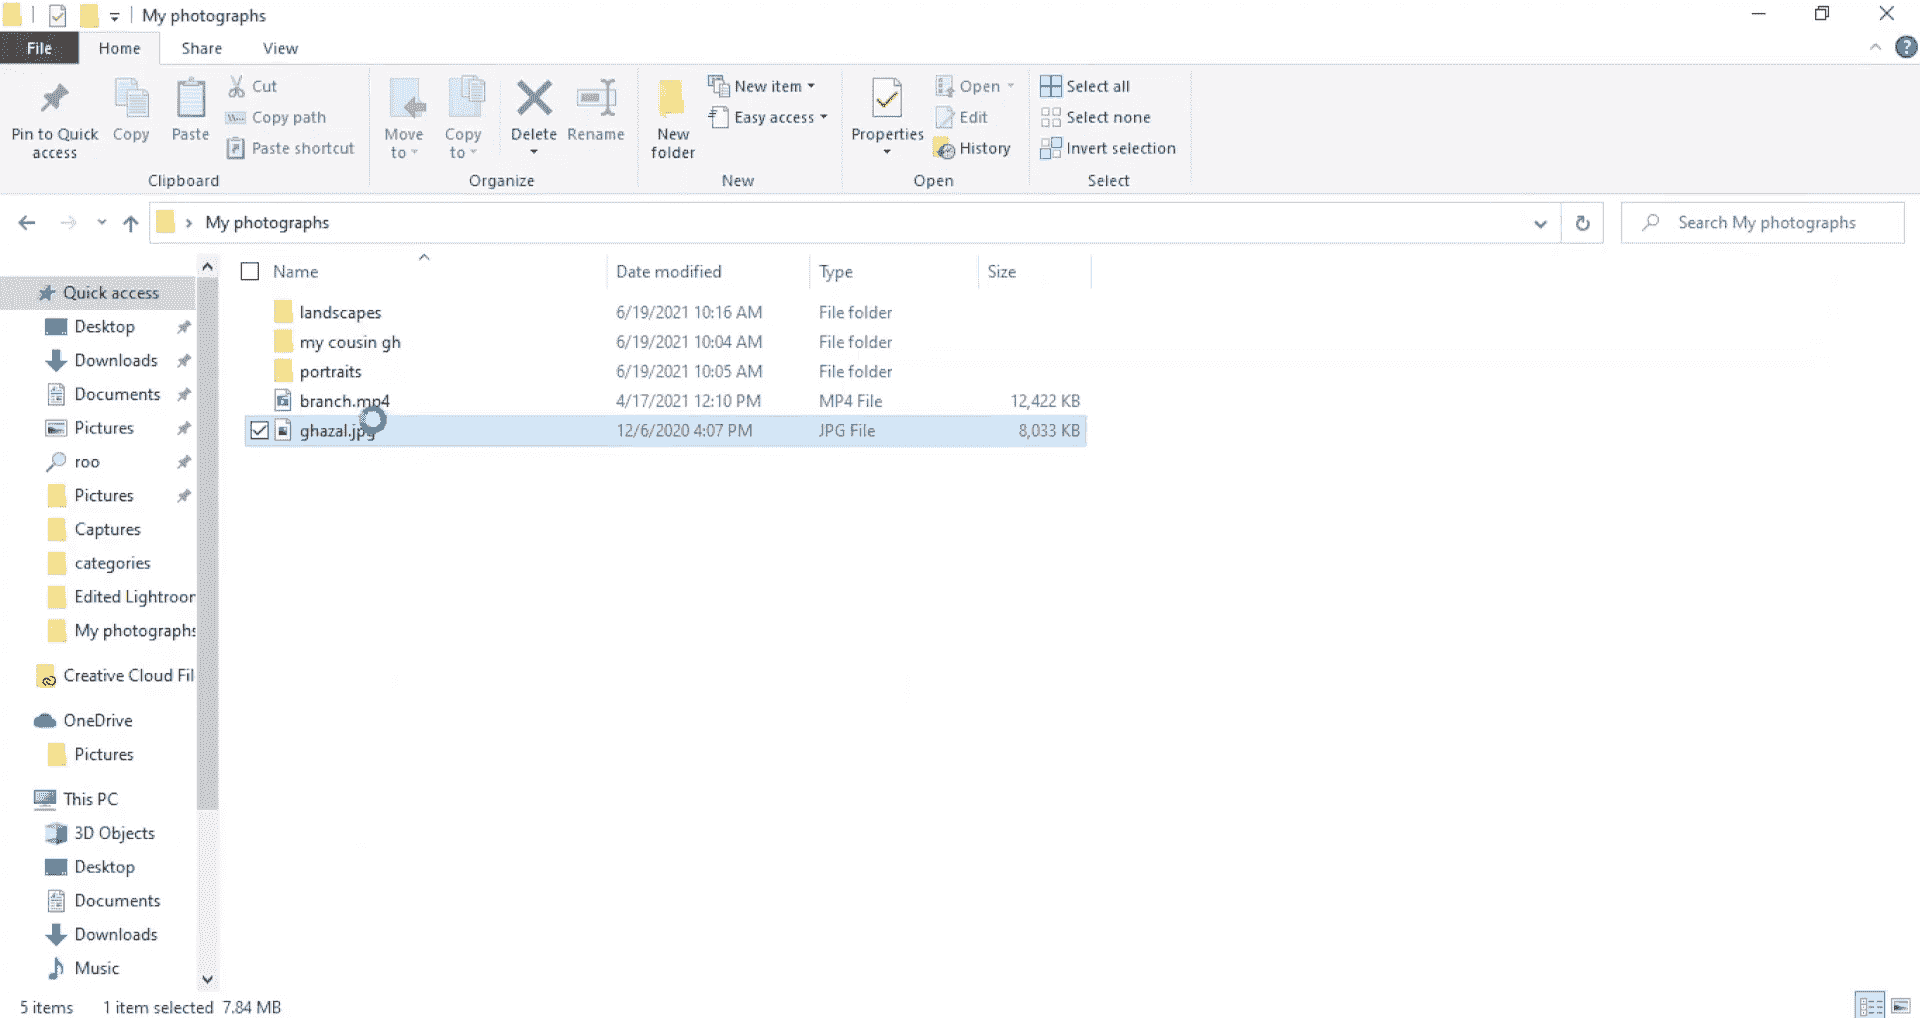 My photographs
File Home Share View
Pin to Quick access
Copy
Paste
Cut
Copy path
Paste shortcut
Clipboard
Move to
Copy to
Delete
Rename
Organize
New folder
New item
Easy access
New
Properties
Open
Edit
History
Open
Select all
Select none
Invert selection
Select
My photographs
Search My photographs
Name Date modified Type Size
landscapes 6/19/2021 10:16 AM File folder
my cousin gh 6/19/2021 10:04 AM File folder
portraits 6/19/2021 10:05 AM File folder
branch.mp4 4/17/2021 12:10 PM MP4 File 12,422 KB
ghazal.jpg 12/6/2020 4:07 PM JPG File 8,033 KB
Quick access
Desktop
Downloads
Documents
Pictures
roo
Pictures
Captures
categories
Edited Lightroor
My photographs
Creative Cloud Fil
OneDrive
Pictures
This PC
3D Objects
Desktop
Documents
Downloads
Music
5 items 1 item selected 7.84 MB